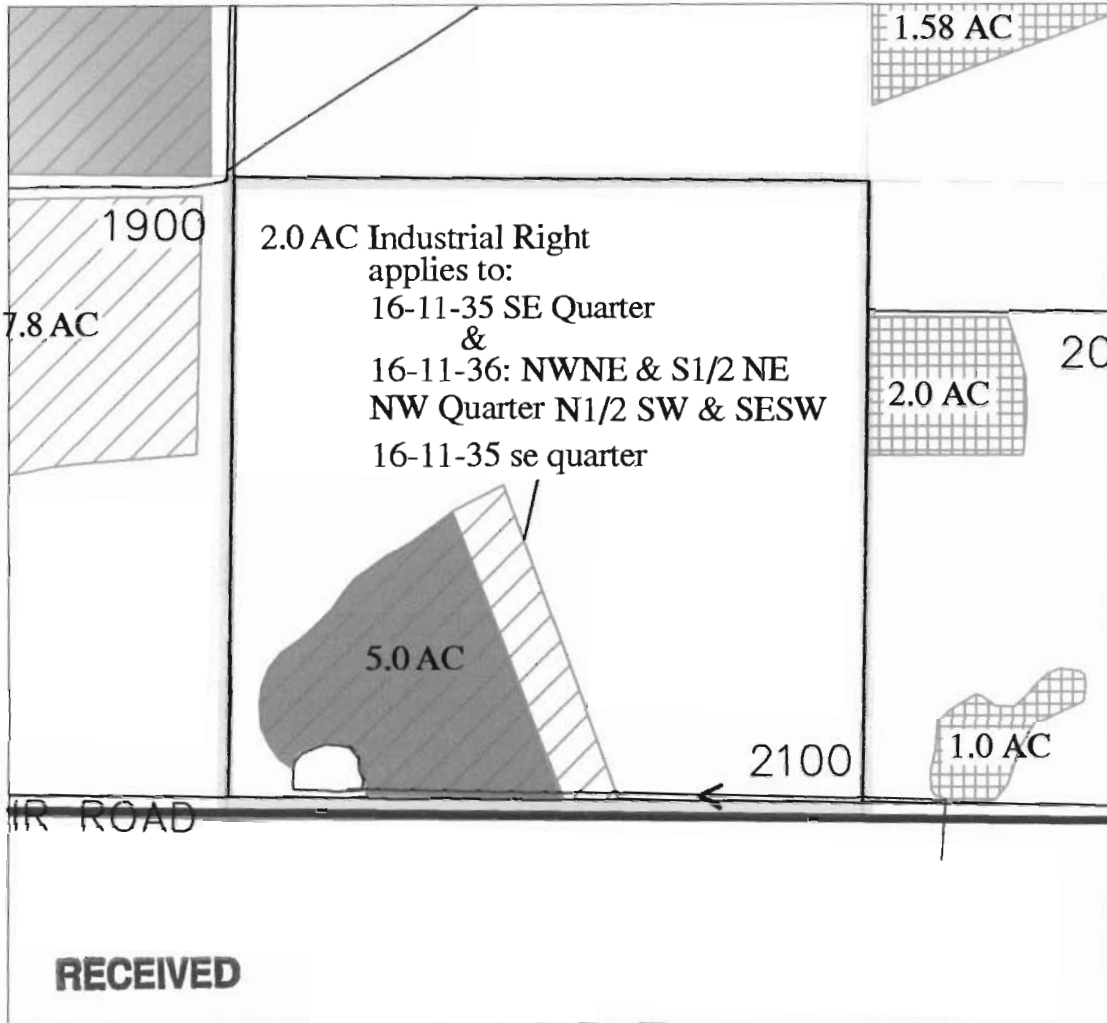 1.58 AC
1900
2.0 AC Industrial Right
applies to:
16-11-35 SE Quarter
&
16-11-36: NWNE & S1/2 NE
NW Quarter N1/2 SW & SESW
16-11-35 se quarter
7.8 AC
20
2.0 AC
5.0 AC
2100
1.0 AC
IR ROAD
RECEIVED